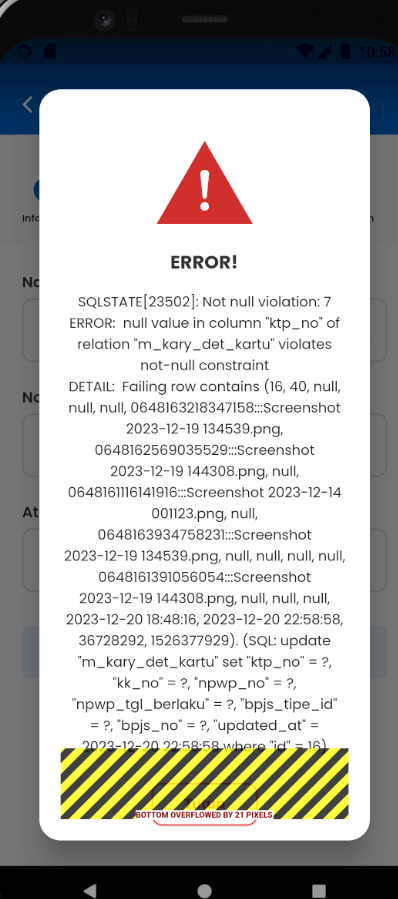 10:58
Info
n
Na
No
At
ERROR!
SQLSTATE[23502]: Not null violation: 7
ERROR:  null value in column "ktp_no" of
relation "m_kary_det_kartu" violates
not-null constraint
DETAIL:  Failing row contains (16, 40, null,
null, null, 0648163218347158:::Screenshot
2023-12-19 134539.png,
0648162569035529:::Screenshot
2023-12-19 144308.png, null,
0648161116141916:::Screenshot 2023-12-14
001123.png, null,
0648163934758231:::Screenshot
2023-12-19 134539.png, null, null, null, null,
0648161391056054:::Screenshot
2023-12-19 144308.png, null, null, null,
2023-12-20 18:48:16, 2023-12-20 22:58:58,
36728292, 1526377929). (SQL: update
"m_kary_det_kartu" set "ktp_no" = ?,
"kk_no" = ?, "npwp_no" = ?,
"npwp_tgl_berlaku" = ?, "bpjs_tipe_id"
= ?, "bpjs_no" = ?, "updated_at" =
2023-12-20 22:58:58 where "id" = 16)
BOTTOM OVERFLOWED BY 21 PIXELS